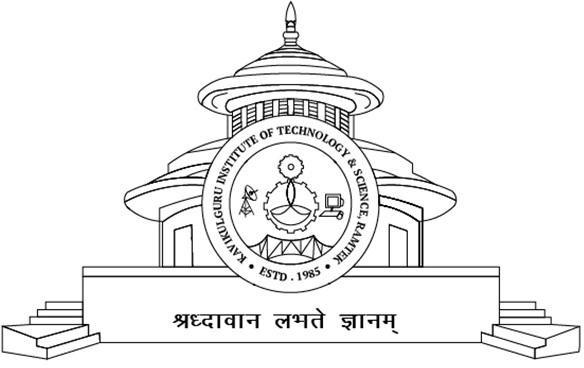 KAVIKULGURU INSTITUTE OF TECHNOLOGY & SCIENCE, RAMTEK
• ESTD . 1985 •
श्रध्दावान लभते ज्ञानम्